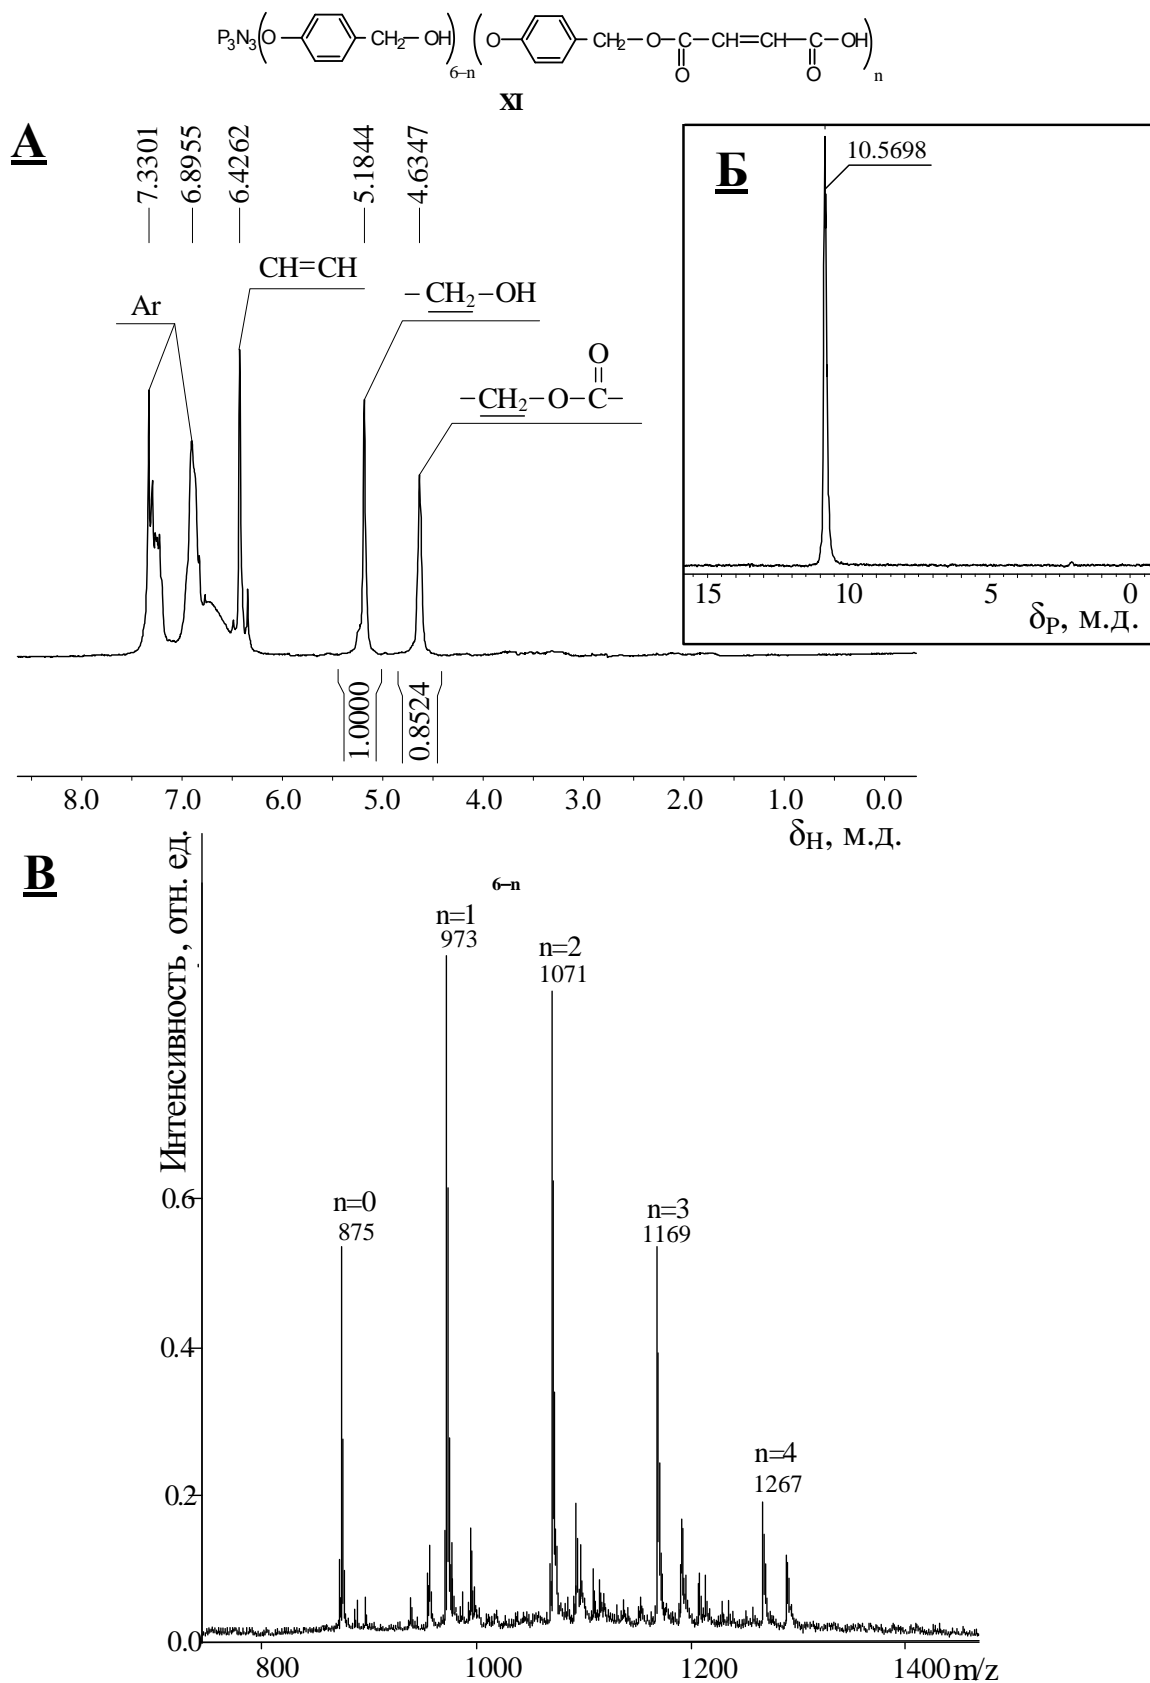 P3N3(O—CH2—OH)6–n(O—CH2—O—C—CH=CH—C—OH)n
O O
XI
А
7.3301 6.8955 6.4262 5.1844 4.6347
Б
10.5698
CH=CH
Ar
–CH2–OH
O
–CH2–O–C–
15 10 5 0
δP, м.д.
1.0000 0.8524
8.0 7.0 6.0 5.0 4.0 3.0 2.0 1.0 0.0
δH, м.д.
В
Интенсивность, отн. ед.
6–n
n=1
973
n=2
1071
n=0
875
n=3
1169
n=4
1267
0.6
0.4
0.2
0.0
800 1000 1200 1400 m/z